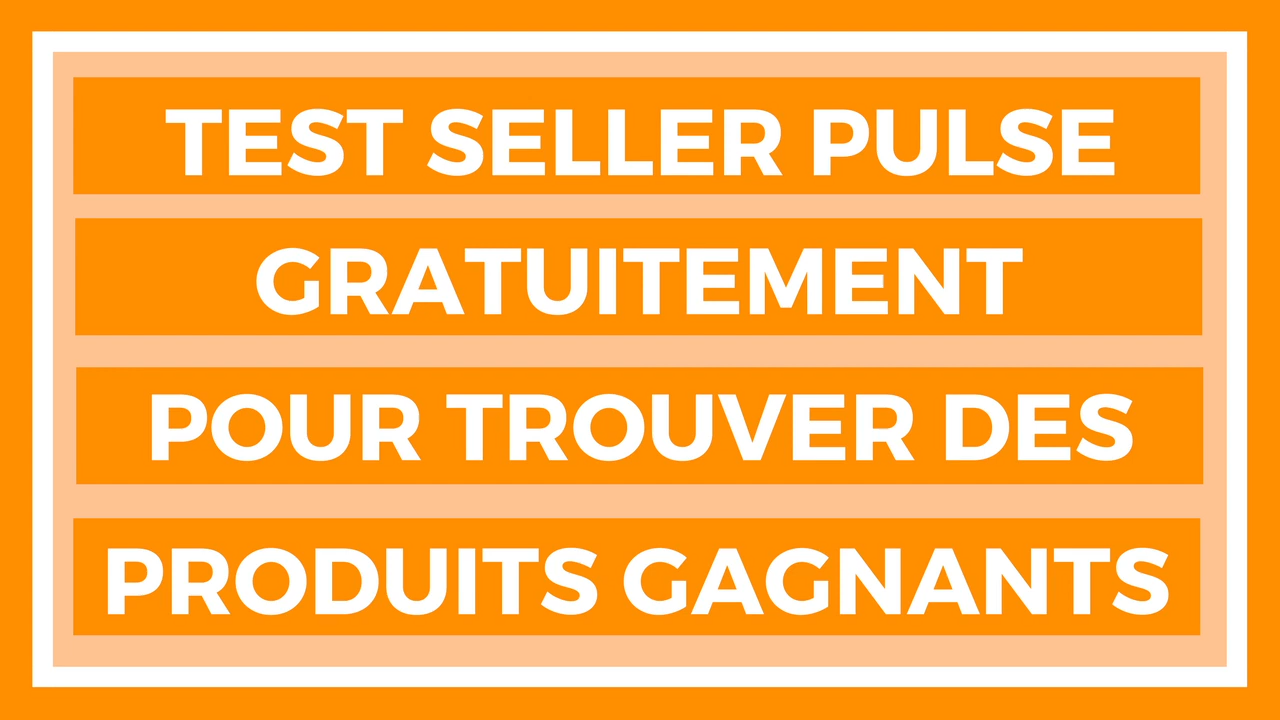 TEST SELLER PULSE
GRATUITEMENT
POUR TROUVER DES
PRODUITS GAGNANTS